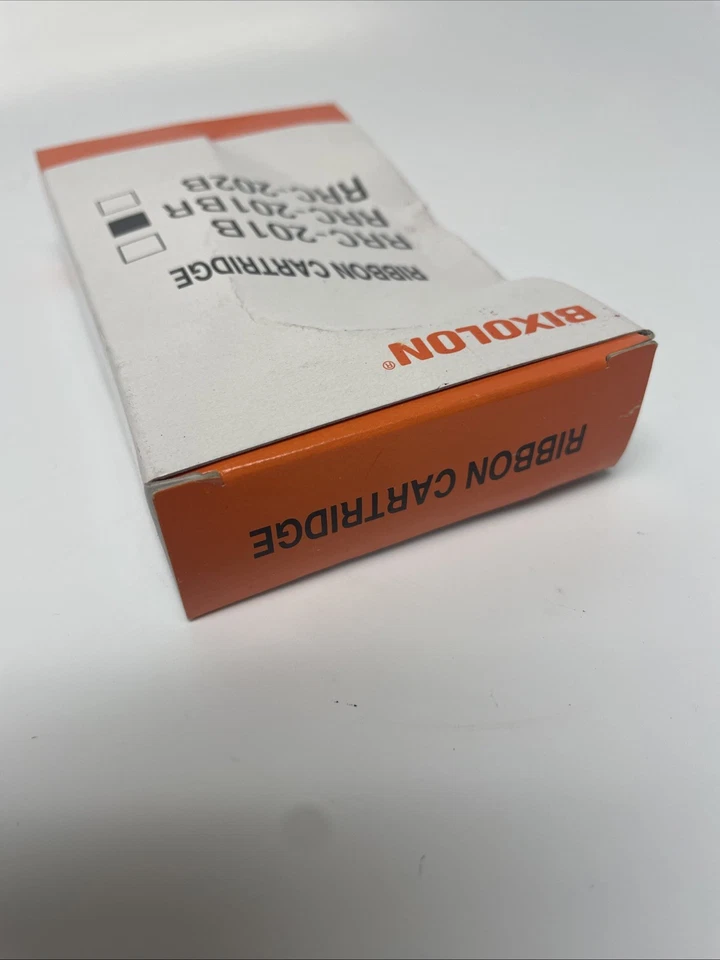 BIXOLON®
RIBBON CARTRIDGE
RRC-201B
RRC-201BR
RRC-202B
RIBBON CARTRIDGE